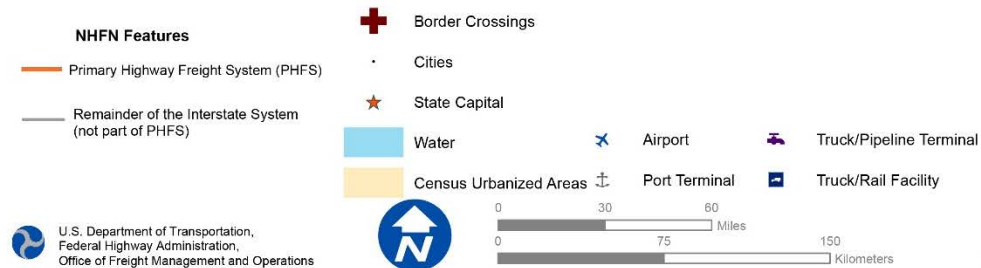 NHFN Features
Primary Highway Freight System (PHFS)
Remainder of the Interstate System
(not part of PHFS)
Border Crossings
Cities
State Capital
Water
Census Urbanized Areas
Airport
Port Terminal
Truck/Pipeline Terminal
Truck/Rail Facility
U.S. Department of Transportation,
Federal Highway Administration,
Office of Freight Management and Operations
N
0 30 60
Miles
0 75 150
Kilometers